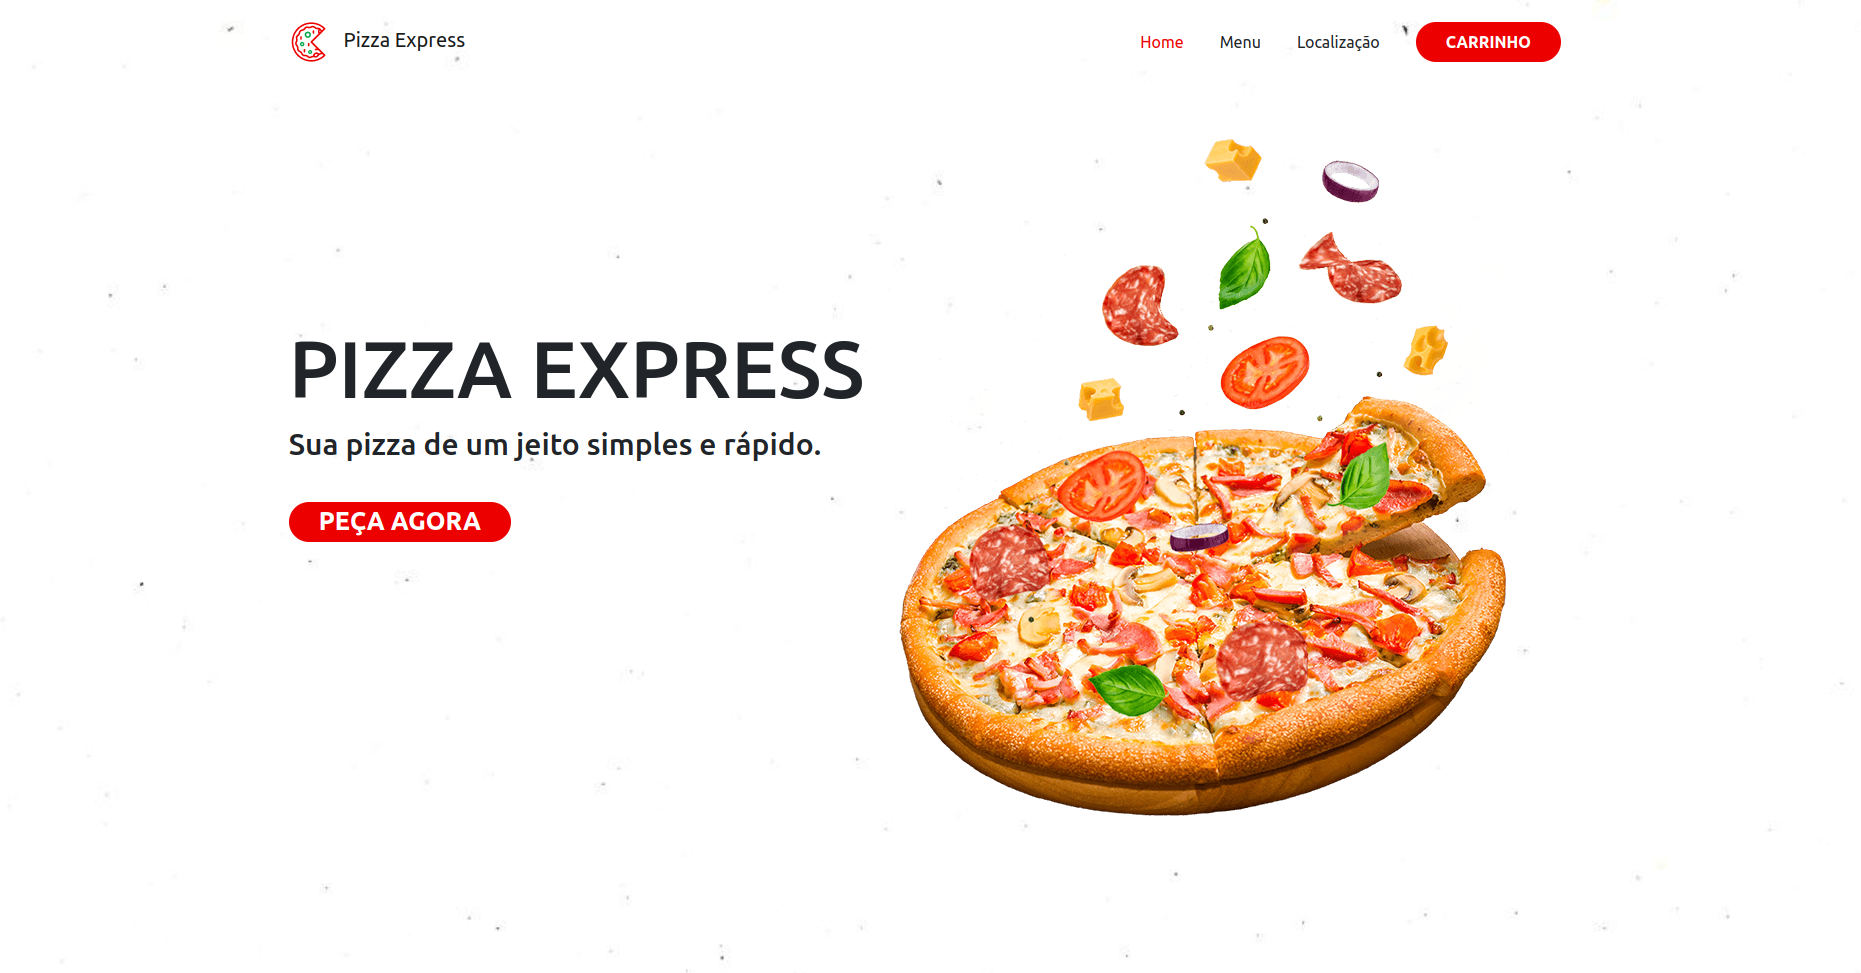 Pizza Express
Home
Menu
Localização
CARRINHO
PIZZA EXPRESS
Sua pizza de um jeito simples e rápido.
PEÇA AGORA